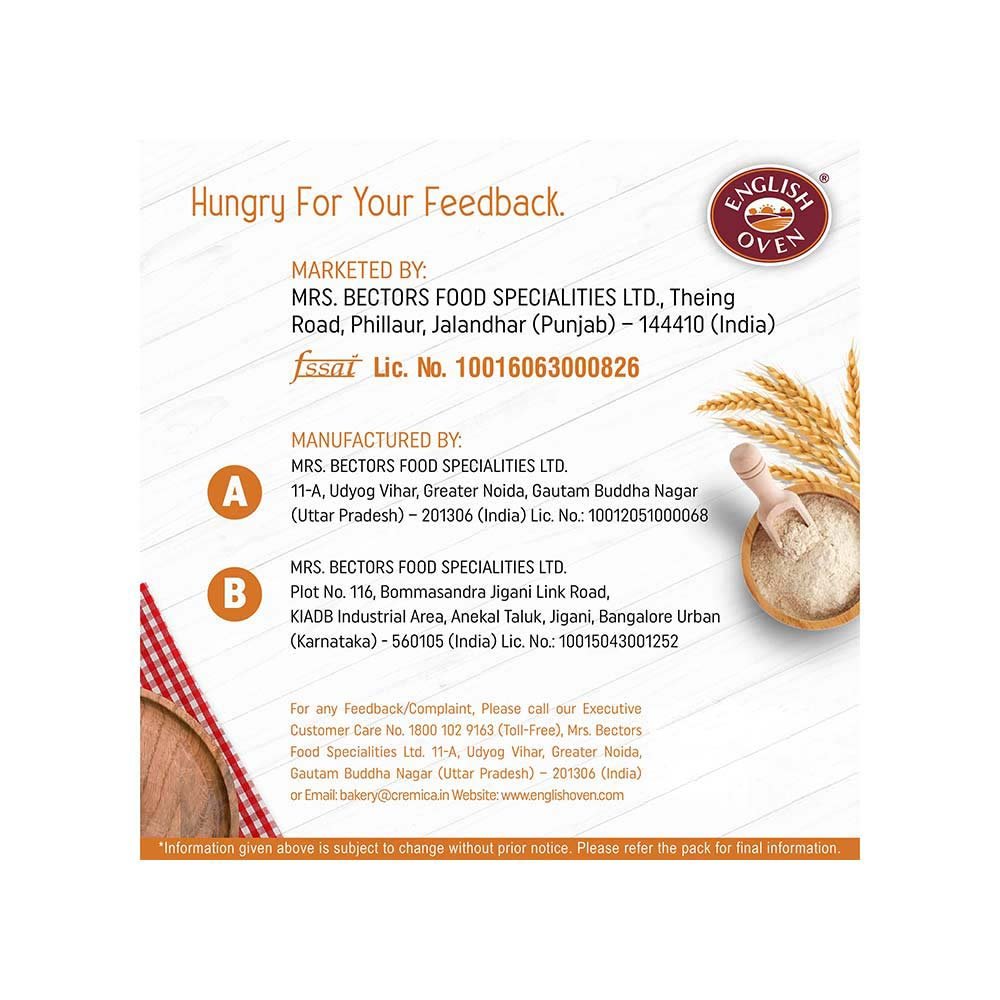 Hungry For Your Feedback.
ENGLISH
OVEN
®
MARKETED BY:
MRS. BECTORS FOOD SPECIALITIES LTD., Theing
Road, Phillaur, Jalandhar (Punjab) – 144410 (India)
fssai Lic. No. 10016063000826
MANUFACTURED BY:
A
MRS. BECTORS FOOD SPECIALITIES LTD.
11-A, Udyog Vihar, Greater Noida, Gautam Buddha Nagar
(Uttar Pradesh) – 201306 (India) Lic. No.: 10012051000068
B
MRS. BECTORS FOOD SPECIALITIES LTD.
Plot No. 116, Bommasandra Jigani Link Road,
KIADB Industrial Area, Anekal Taluk, Jigani, Bangalore Urban
(Karnataka) - 560105 (India) Lic. No.: 10015043001252
For any Feedback/Complaint, Please call our Executive
Customer Care No. 1800 102 9163 (Toll-Free), Mrs. Bectors
Food Specialities Ltd. 11-A, Udyog Vihar, Greater Noida,
Gautam Buddha Nagar (Uttar Pradesh) – 201306 (India)
or Email: bakery@cremica.in Website: www.englishoven.com
*Information given above is subject to change without prior notice. Please refer the pack for final information.